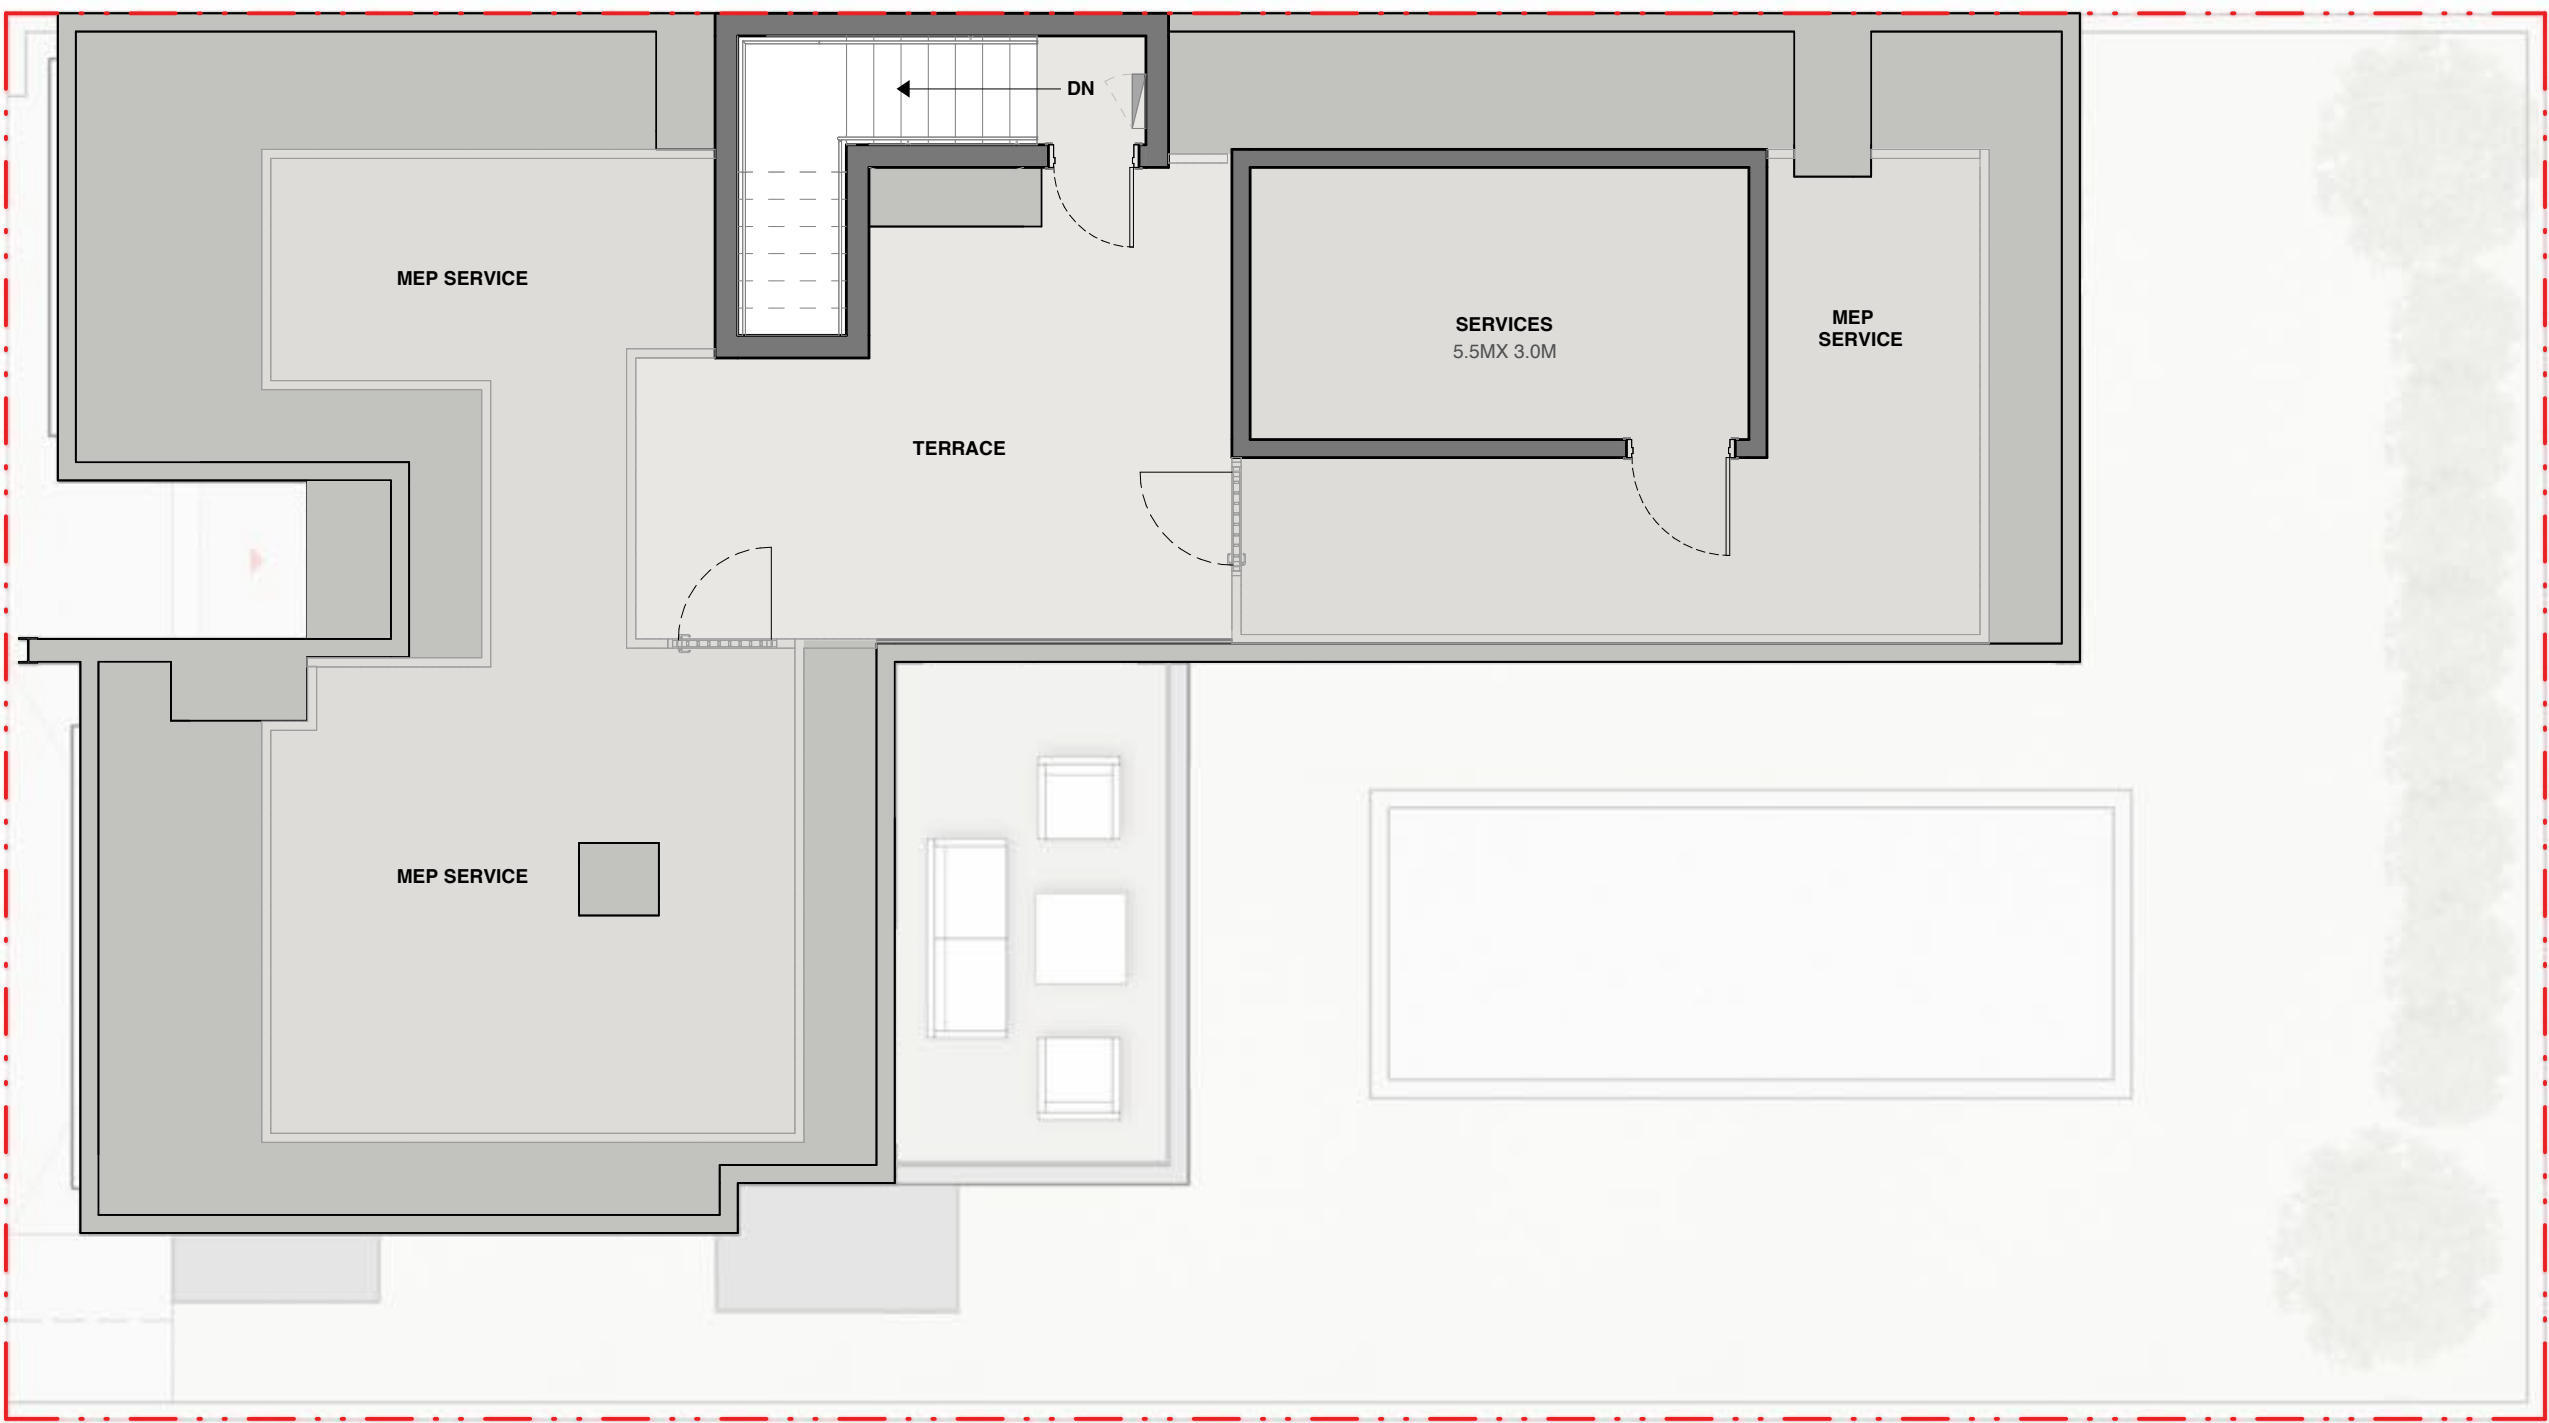 DN
MEP SERVICE
MEP
SERVICE
SERVICES
5.5MX 3.0M
TERRACE
MEP SERVICE